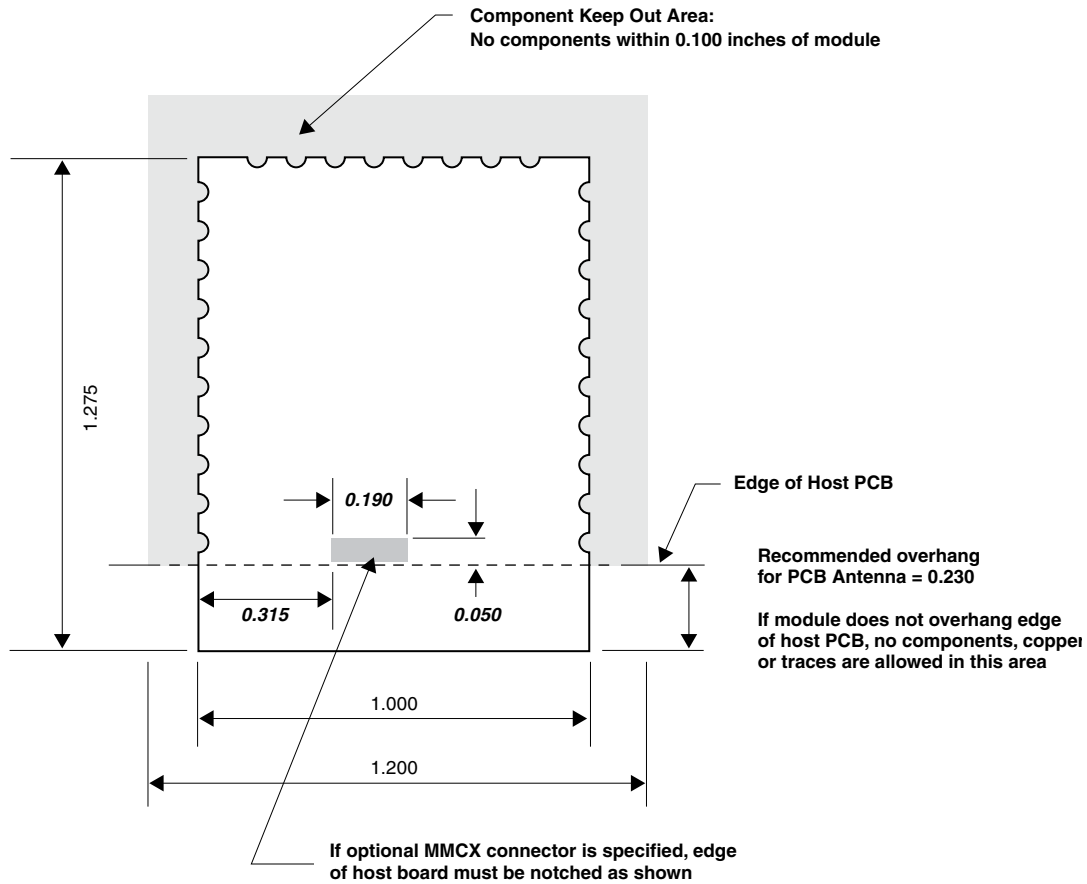 Component Keep Out Area:
No components within 0.100 inches of module
1.275
0.190
Edge of Host PCB
Recommended overhang
for PCB Antenna = 0.230
0.315
0.050
If module does not overhang edge
of host PCB, no components, copper
or traces are allowed in this area
1.000
1.200
If optional MMCX connector is specified, edge
of host board must be notched as shown